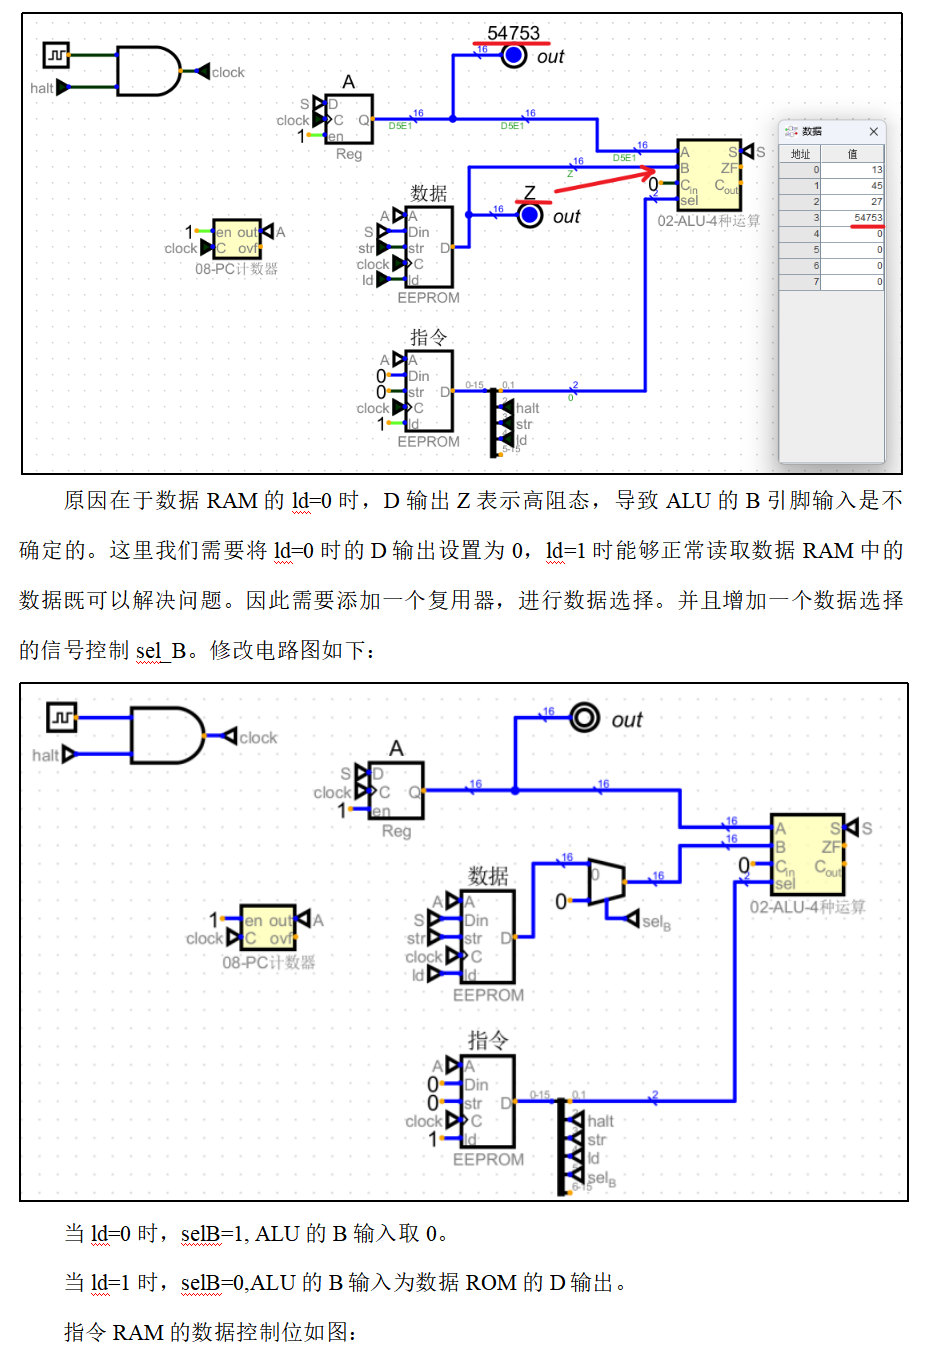 54753
16
out
halt
clock
A
S D
clock C Q
1 en
Reg
D5E1
16
D5E1
16
D5E1
16
16
Z
A S S
B ZF
0 Cin Cout
2 sel
02-ALU-4种运算
Z
16
out
数据
A A
S Din
str str D
clock C
ld ld
EEPROM
1 en out A
clock C ovf
08-PC计数器
指令
A A
0 Din
0 str D
clock C
1 ld
EEPROM
0-15 0,1
2
0
halt
str
ld
5-15
数据
地址 值
0 13
1 45
2 27
3 54753
4 0
5 0
6 0
7 0
原因在于数据 RAM 的 ld=0 时，D 输出 Z 表示高阻态，导致 ALU 的 B 引脚输入是不
确定的。这里我们需要将 ld=0 时的 D 输出设置为 0，ld=1 时能够正常读取数据 RAM 中的
数据既可以解决问题。因此需要添加一个复用器，进行数据选择。并且增加一个数据选择
的信号控制 sel_B。修改电路图如下：
16
out
halt
clock
A
S D
clock C Q
1 en
Reg
16
16
16
16
A S S
B ZF
0 Cin Cout
2 sel
02-ALU-4种运算
数据
A A
S Din
str str D
clock C
ld ld
EEPROM
16
0
0
16
selB
1 en out A
clock C ovf
08-PC计数器
指令
A A
0 Din
0 str D
clock C
1 ld
EEPROM
0-15 0,1
2
halt
str
ld
selB
6-15
当 ld=0 时，selB=1, ALU 的 B 输入取 0。
当 ld=1 时，selB=0,ALU 的 B 输入为数据 ROM 的 D 输出。
指令 RAM 的数据控制位如图：